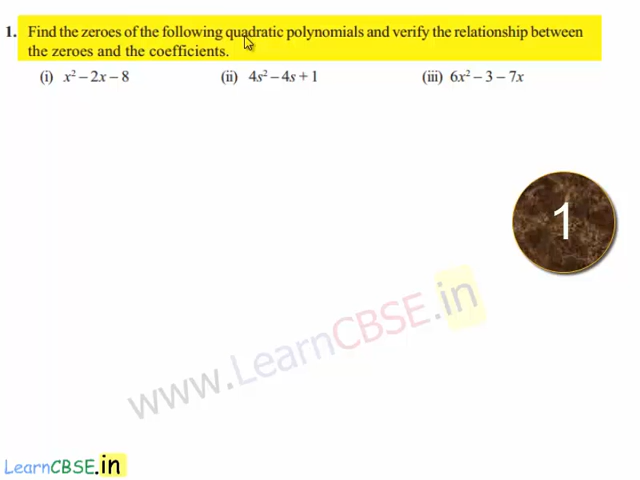 1. Find the zeroes of the following quadratic polynomials and verify the relationship between
the zeroes and the coefficients.
(i) x² – 2x – 8 (ii) 4s² – 4s + 1 (iii) 6x² – 3 – 7x
1
www.LearnCBSE.in
LearnCBSE.in